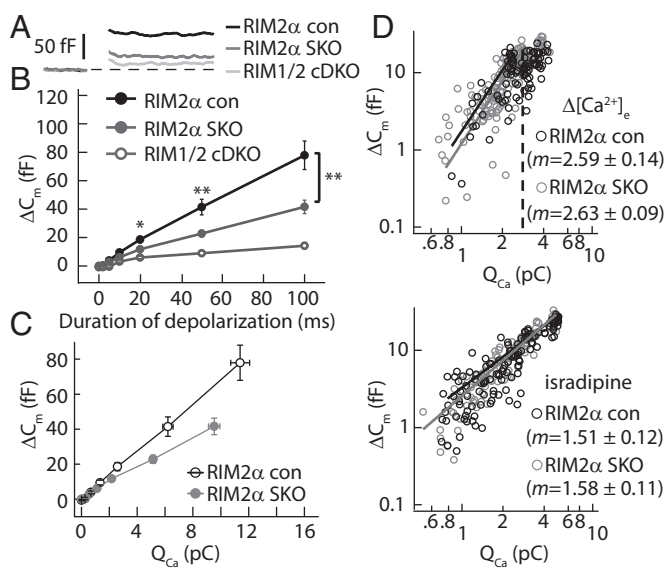 A
50 fF
RIM2α con
RIM2α SKO
RIM1/2 cDKO
B
ΔCm (fF)
120
100
80
60
40
20
0
RIM2α con
RIM2α SKO
RIM1/2 cDKO
*
**
**
0 20 40 60 80 100
Duration of depolarization (ms)
C
ΔCm (fF)
80
60
40
20
0
RIM2α con
RIM2α SKO
0 4 8 12 16
QCa (pC)
D
ΔCm (fF)
10
1
0.1
Δ[Ca2+]e
RIM2α con
(m=2.59 ± 0.14)
RIM2α SKO
(m=2.63 ± 0.09)
.6.8 1 2 4 68 10
QCa (pC)
ΔCm (fF)
10
1
0.1
isradipine
RIM2α con
(m=1.51 ± 0.12)
RIM2α SKO
(m=1.58 ± 0.11)
.6.8 1 2 4 68 10
QCa (pC)